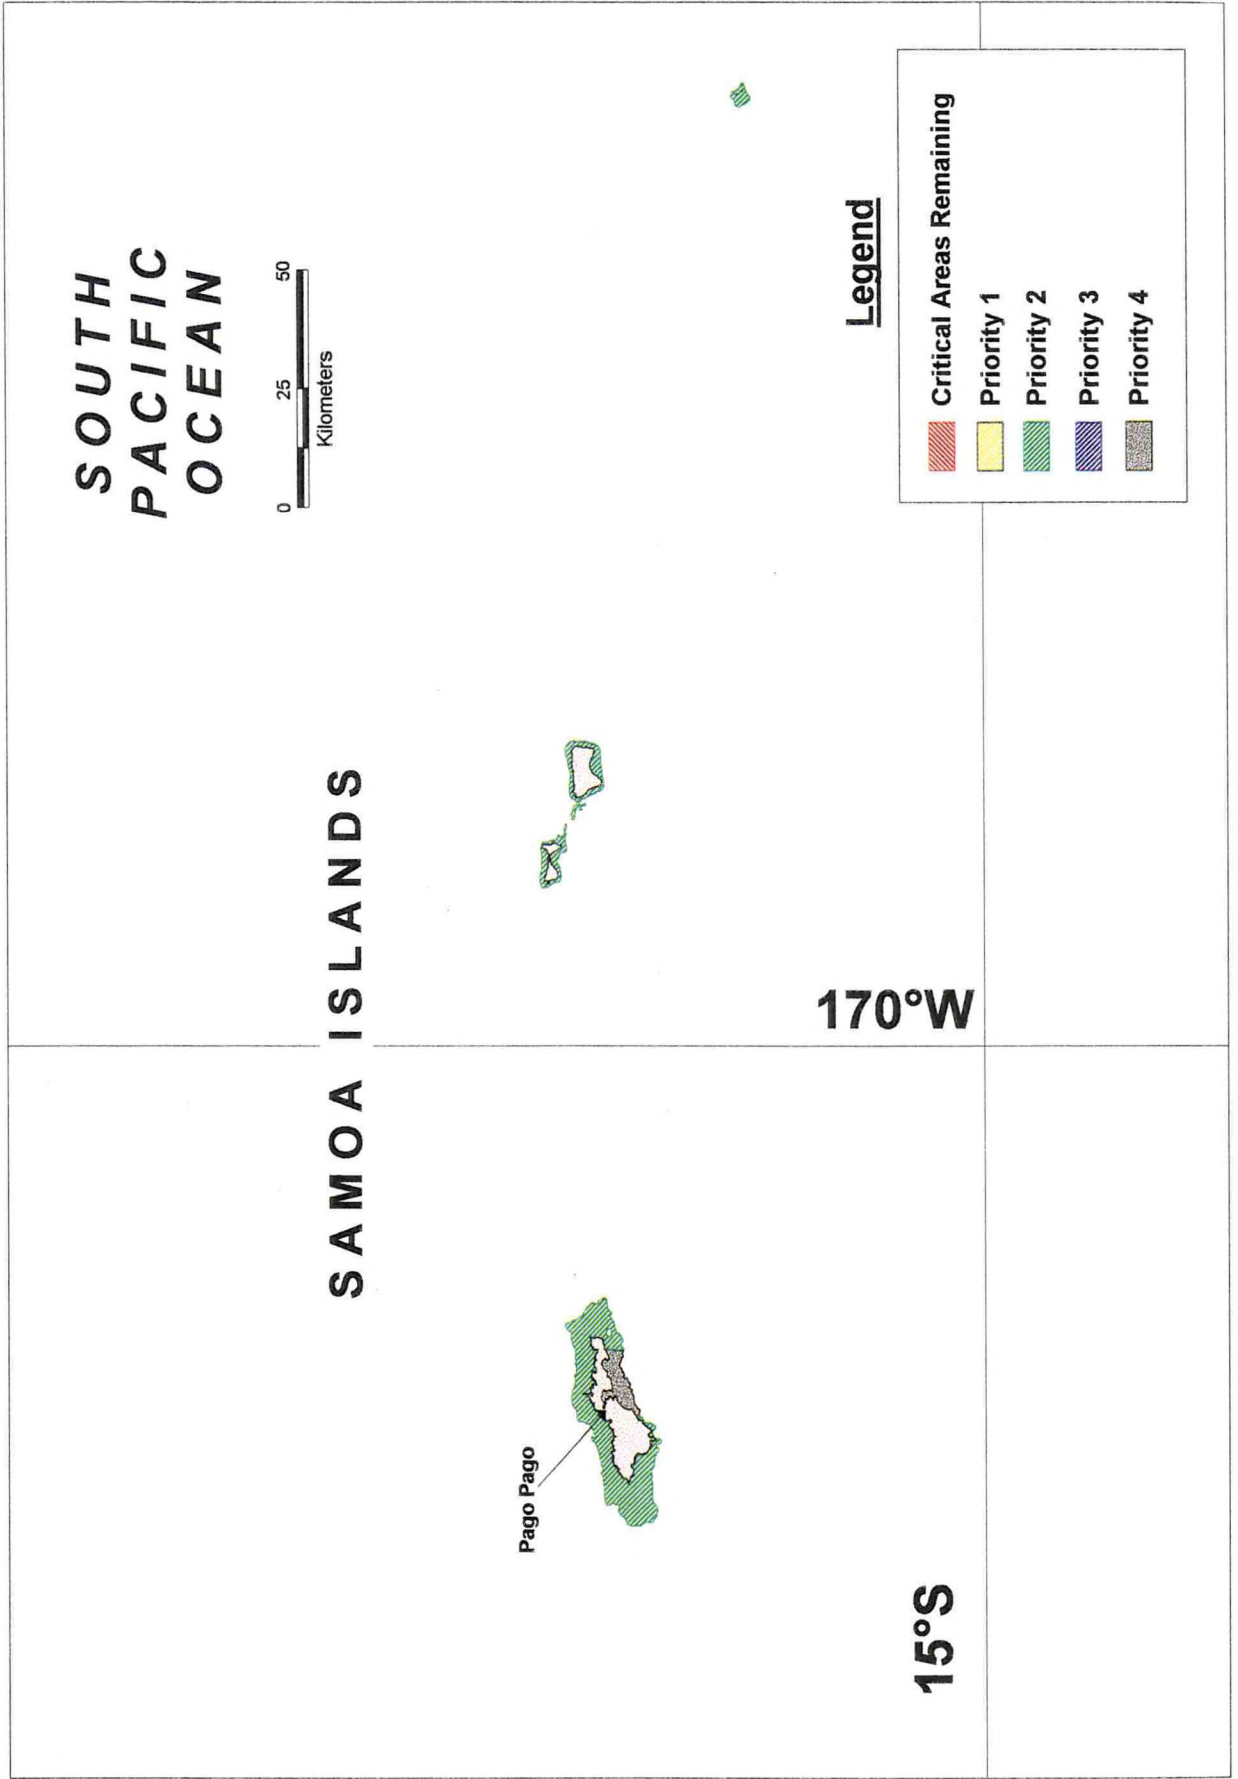 SOUTH
PACIFIC
OCEAN
0 25 50
Kilometers
SAMOA ISLANDS
Pago Pago
170°W
15°S
Legend
Critical Areas Remaining
Priority 1
Priority 2
Priority 3
Priority 4